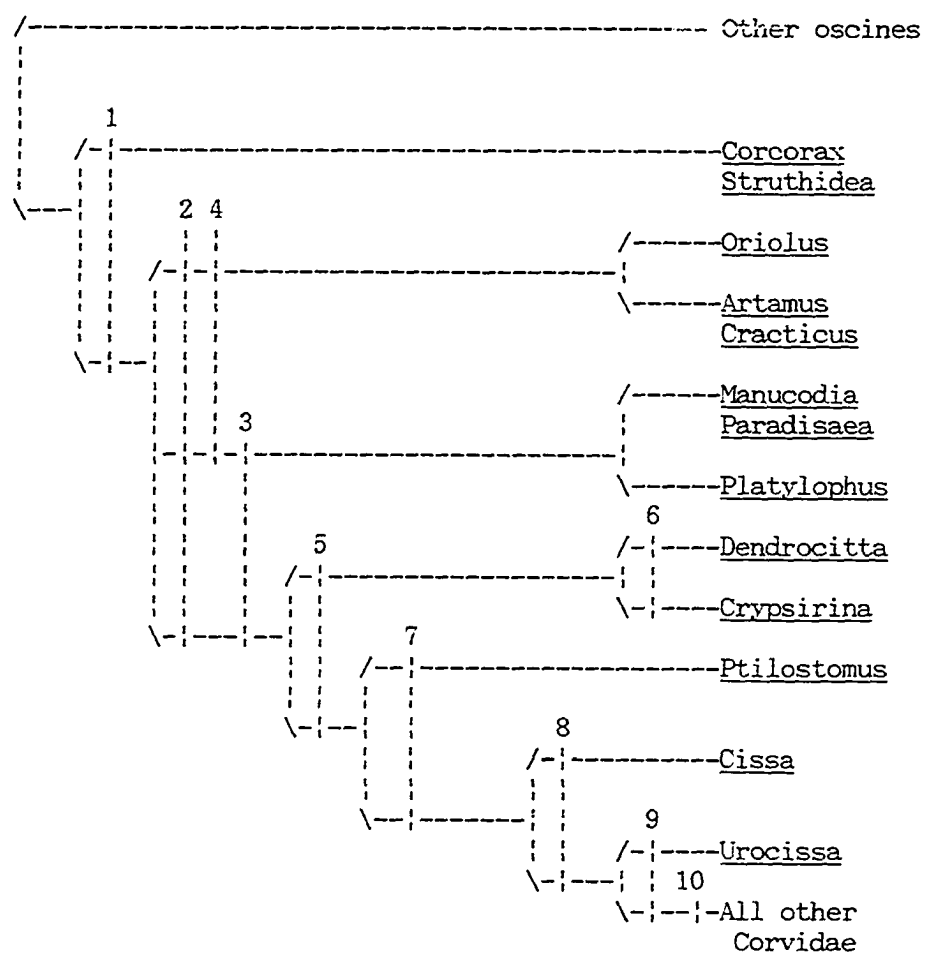 Other oscines
1
Corcorax
Struthidea
2 4
Oriolus
Artamus
Cracticus
Manucodia
3
Paradisaea
Platylophus
6
5
Dendrocitta
Crypsirina
7
Ptilostomus
8
Cissa
9
Urocissa
10
All other
Corvidae